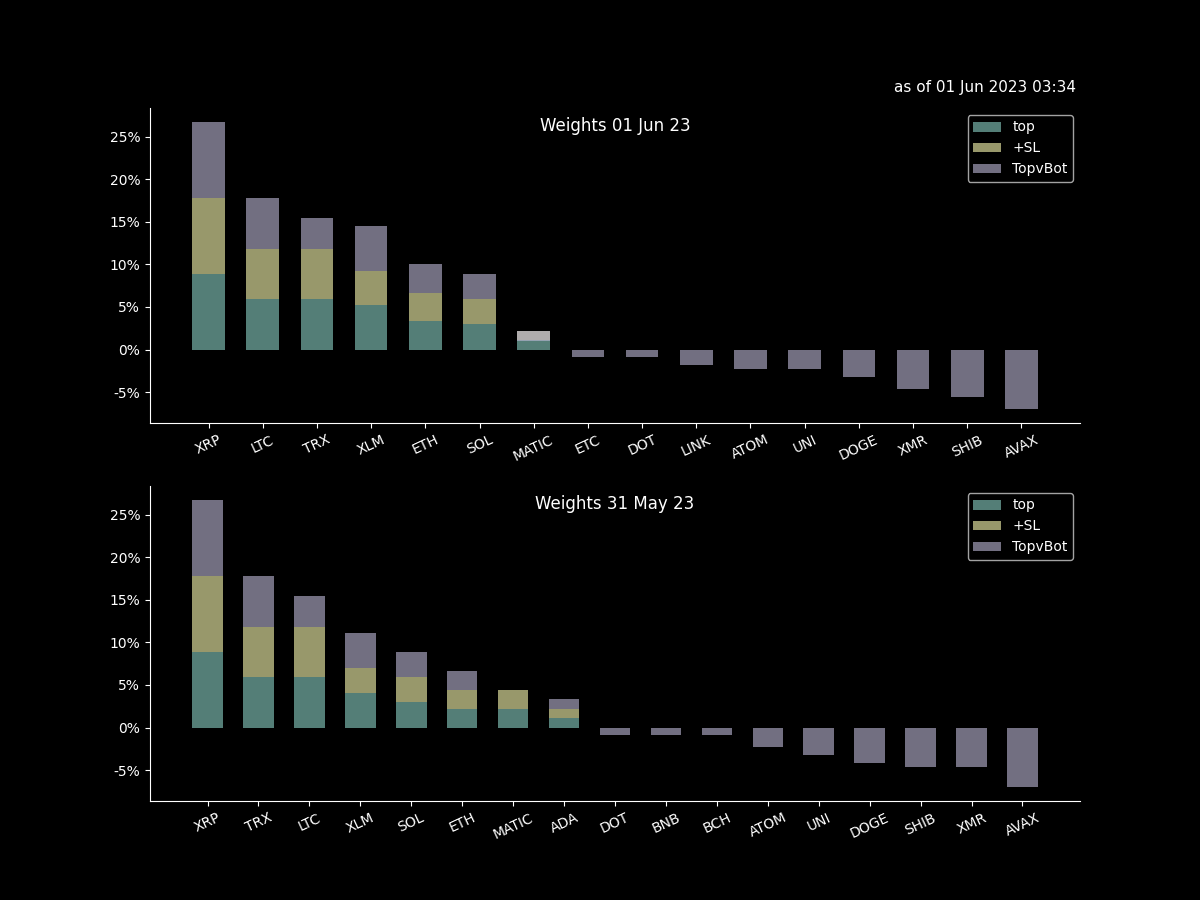 as of 01 Jun 2023 03:34
Weights 01 Jun 23
top
+SL
TopvBot
25%
20%
15%
10%
5%
0%
-5%
XRP LTC TRX XLM ETH SOL MATIC ETC DOT LINK ATOM UNI DOGE XMR SHIB AVAX
Weights 31 May 23
top
+SL
TopvBot
25%
20%
15%
10%
5%
0%
-5%
XRP TRX LTC XLM SOL ETH MATIC ADA DOT BNB BCH ATOM UNI DOGE SHIB XMR AVAX